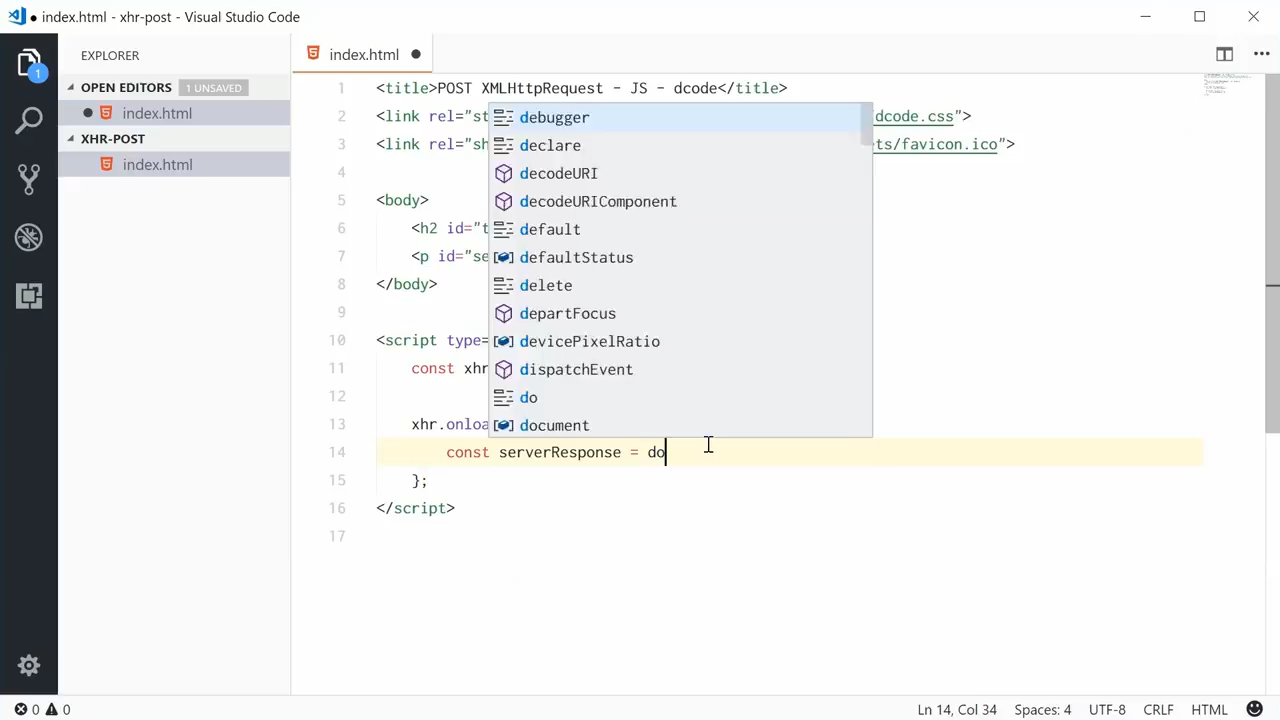 index.html - xhr-post - Visual Studio Code
EXPLORER
OPEN EDITORS 1 UNSAVED
index.html
XHR-POST
index.html
1
index.html
1 <title>POST XMLHttpRequest - JS - dcode</title>
2 <link rel="st dcode.css">
3 <link rel="sh ts/favicon.ico">
4
5 <body>
6 <h2 id="t
7 <p id="se
8 </body>
9
10 <script type=
11 const xhr
12
13 xhr.onloa
14 const serverResponse = do
15 };
16 </script>
17
debugger
declare
decodeURI
decodeURIComponent
default
defaultStatus
delete
departFocus
devicePixelRatio
dispatchEvent
do
document
0 0 Ln 14, Col 34 Spaces: 4 UTF-8 CRLF HTML